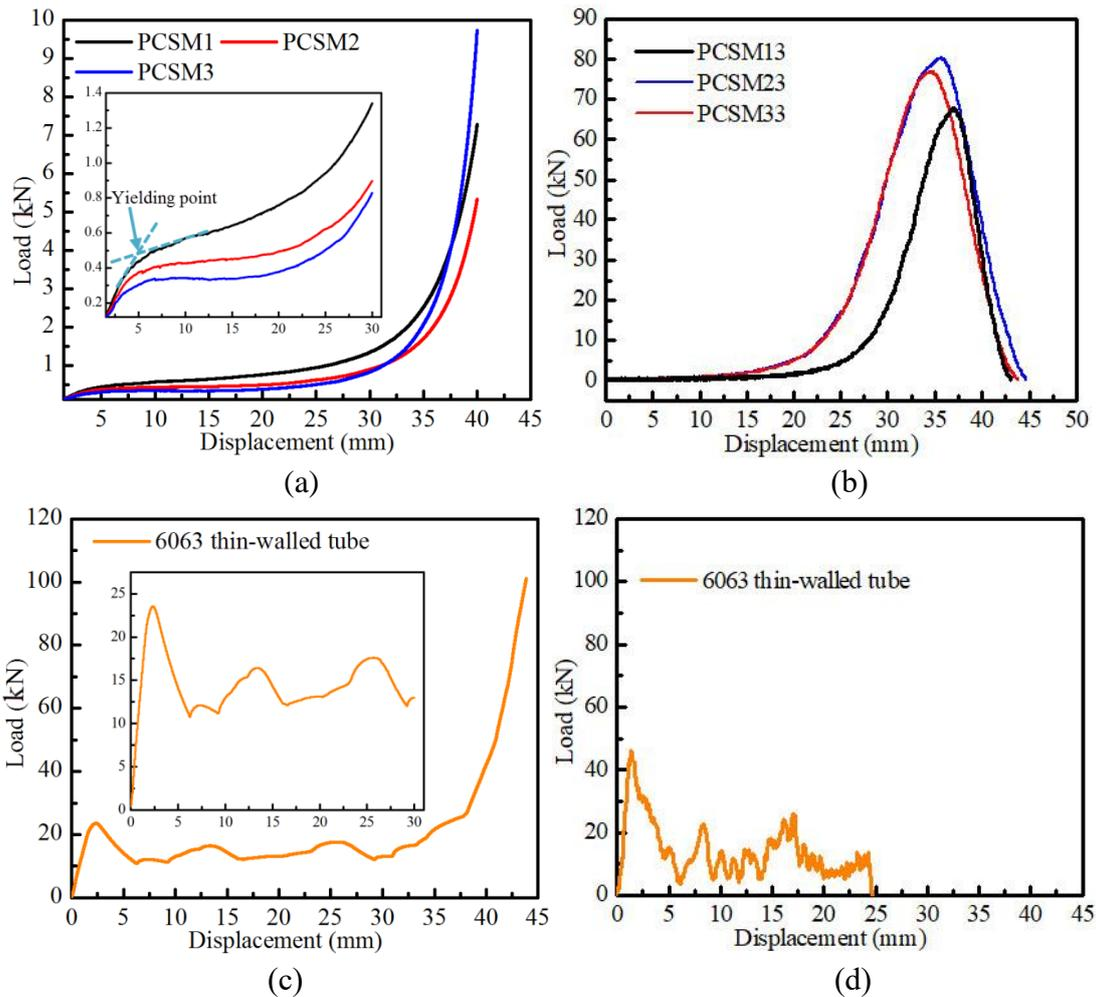 PCSM1 PCSM2
PCSM3
Yielding point
1.4
1.2
1.0
0.8
0.6
0.4
0.2
5 10 15 20 25 30
10
9
8
7
6
5
4
3
2
1
5 10 15 20 25 30 35 40 45
Load (kN)
Displacement (mm)
(a)
PCSM13
PCSM23
PCSM33
90
80
70
60
50
40
30
20
10
0
0 5 10 15 20 25 30 35 40 45 50
Load (kN)
Displacement (mm)
(b)
6063 thin-walled tube
25
20
15
10
5
0
0 5 10 15 20 25 30
120
100
80
60
40
20
0
0 5 10 15 20 25 30 35 40 45
Load (kN)
Displacement (mm)
(c)
6063 thin-walled tube
120
100
80
60
40
20
0
0 5 10 15 20 25 30 35 40 45
Load (kN)
Displacement (mm)
(d)